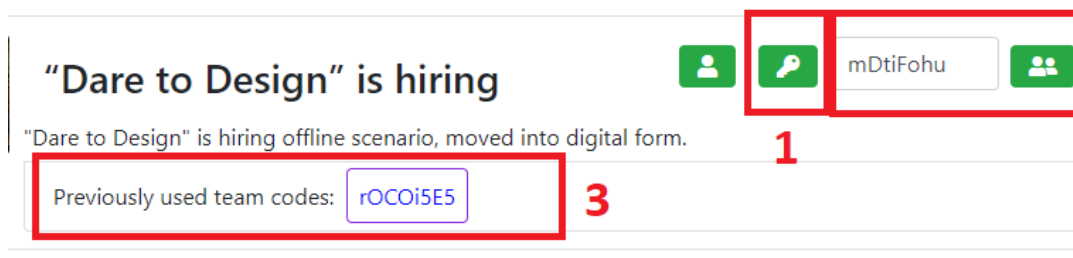 “Dare to Design” is hiring
mDtiFohu
"Dare to Design" is hiring offline scenario, moved into digital form.
1
Previously used team codes: rOCOi5E5
3